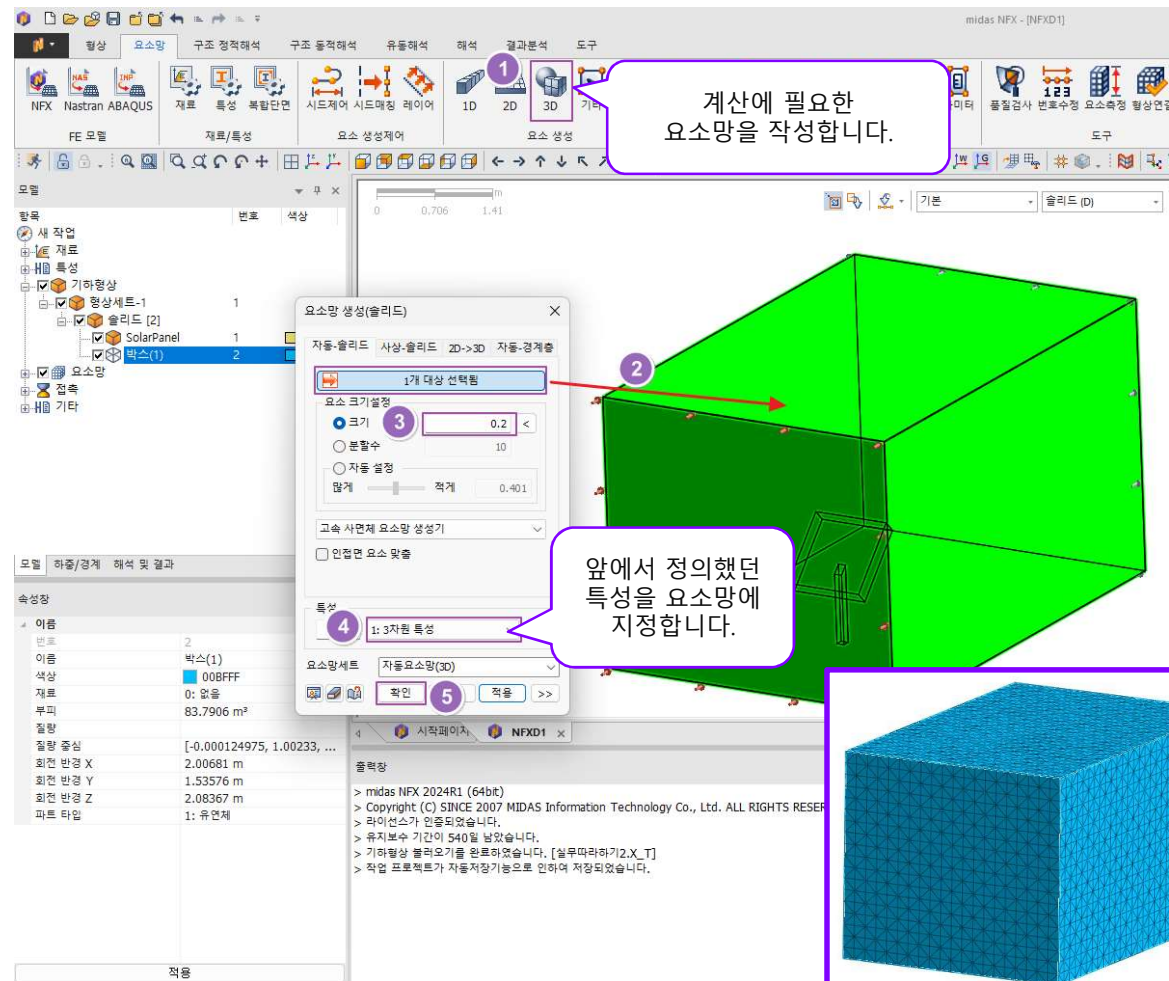 midas NFX - [NFXD1]
형상 요소망 구조 정적해석 구조 동적해석 유동해석 해석 결과분석 도구
NAS INP
NFX Nastran ABAQUS 재료 특성 복합단면 시드제어 시드매칭 레이어 1D 2D 3D 품질검사 번호수정 요소측정
FE 모델 재료/특성 요소 생성제어 요소 생성 도구
1
계산에 필요한
요소망을 작성합니다.
모델
항목 번호 색상
새 작업
재료
특성
기하형상
형상세트-1 1
솔리드 [2]
SolarPanel 1
박스(1) 2
요소망
접촉
기타
모델 하중/경계 해석 및 결과
속성창
이름
번호 2
이름 박스(1)
색상 00BFFF
재료 0: 없음
부피 83.7906 m³
질량
질량 중심 [-0.000124975, 1.00233, ...
회전 반경 X 2.00681 m
회전 반경 Y 1.53576 m
회전 반경 Z 2.08367 m
파트 타입 1: 유연체
적용
m
0 0.706 1.41
기본 솔리드 (D)
요소망 생성(솔리드)
자동-솔리드 사상-솔리드 2D->3D 자동-경계층
1개 대상 선택됨
2
요소 크기설정
크기 3 0.2 <
분할수 10
자동 설정
많게 적게 0.401
고속 사면체 요소망 생성기
인접면 요소 맞춤
특성
4 1: 3차원 특성
요소망세트 자동요소망(3D)
확인 5 적용 >>
앞에서 정의했던
특성을 요소망에
지정합니다.
시작페이지 NFXD1
출력창
> midas NFX 2024R1 (64bit)
> Copyright (C) SINCE 2007 MIDAS Information Technology Co., Ltd. ALL RIGHTS RESER
> 라이선스가 인증되었습니다.
> 유지보수 기간이 540일 남았습니다.
> 기하형상 불러오기를 완료하였습니다. [실무따라하기2.X_T]
> 작업 프로젝트가 자동저장기능으로 인하여 저장되었습니다.